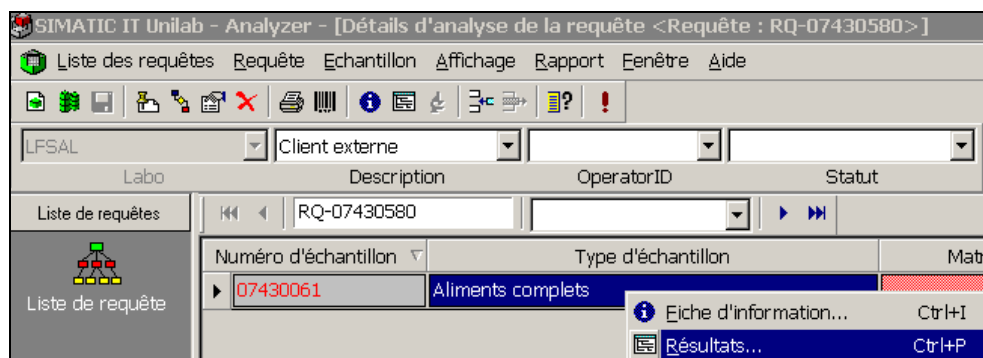 SIMATIC IT Unilab - Analyzer - [Détails d'analyse de la requête <Requête : RQ-07430580>]
Liste des requêtes Requête Echantillon Affichage Rapport Fenêtre Aide
LFSAL Client externe
Labo Description OperatorID Statut
Liste de requêtes RQ-07430580
Numéro d'échantillon Type d'échantillon Mat
07430061 Aliments complets
Liste de requête
Fiche d'information... Ctrl+I
Résultats... Ctrl+P